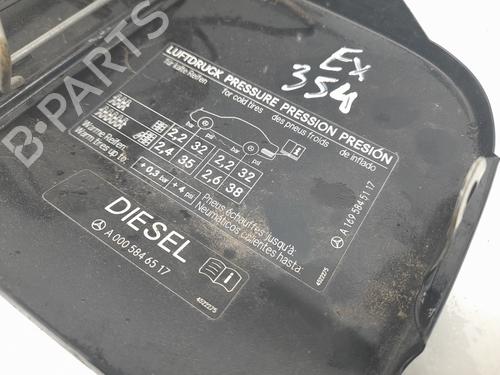 EX
354
LUFTDRUCK PRESSURE PRESSION PRESIÓN
für kalte Reifen for cold tires des pneus froids de inflado
bar psi bar psi
2.2 32 2.2 32
2.4 35 2.6 38
Warme Reifen
Warm tires up to + 0,3 bar + 4 psi Pneus échauffés jusqu'à:
Neumáticos calientes hasta
A 169 584 51 17
4J22275
DIESEL
A 000 584 65 17
4J22275
B-PARTS